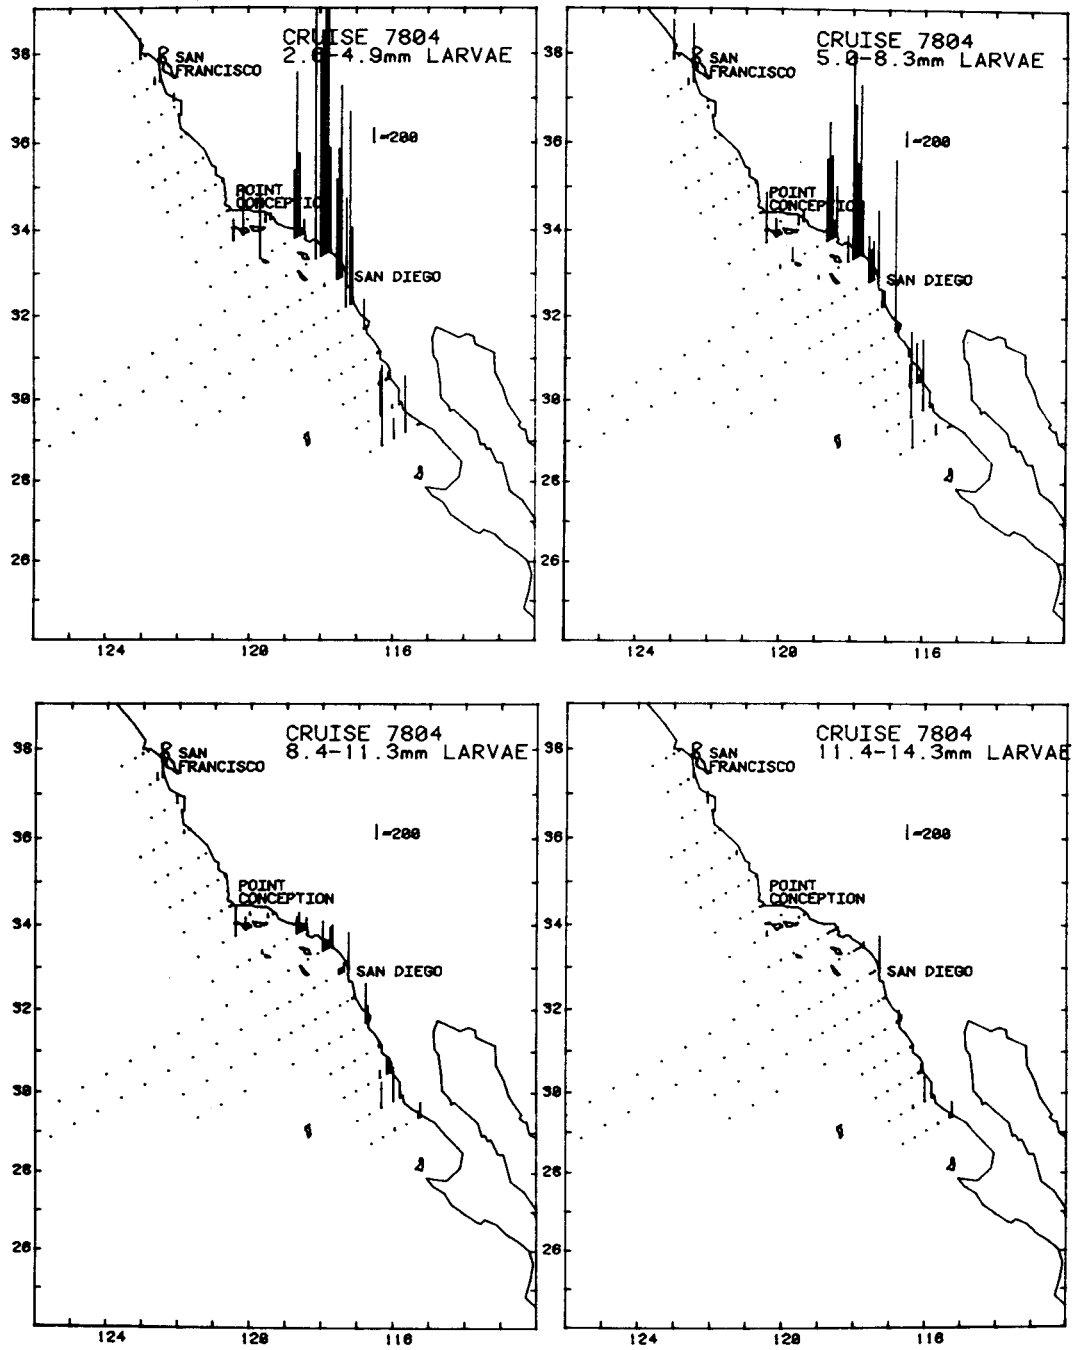 CRUISE 7804
2.6-4.9mm LARVAE
SAN
FRANCISCO
|=200
POINT
CONCEPTIO
SAN DIEGO
38
36
34
32
30
28
26
124
120
116
CRUISE 7804
5.0-8.3mm LARVAE
SAN
FRANCISCO
|=200
POINT
CONCEPTION
SAN DIEGO
38
36
34
32
30
28
26
124
120
116
CRUISE 7804
8.4-11.3mm LARVAE
SAN
FRANCISCO
|=200
POINT
CONCEPTION
SAN DIEGO
38
36
34
32
30
28
26
124
120
116
CRUISE 7804
11.4-14.3mm LARVAE
SAN
FRANCISCO
|=200
POINT
CONCEPTION
SAN DIEGO
38
36
34
32
30
28
26
120
116